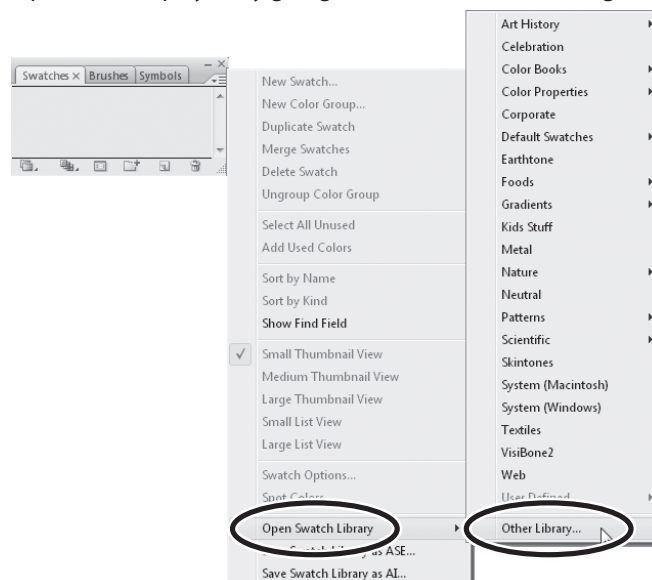 Swatches × Brushes Symbols
New Swatch...
New Color Group...
Duplicate Swatch
Merge Swatches
Delete Swatch
Ungroup Color Group
Select All Unused
Add Used Colors
Sort by Name
Sort by Kind
Show Find Field
✓ Small Thumbnail View
Medium Thumbnail View
Large Thumbnail View
Small List View
Large List View
Swatch Options...
Spot Colors
Open Swatch Library
Swatch Library as ASE...
Save Swatch Library as AI...
Art History
Celebration
Color Books
Color Properties
Corporate
Default Swatches
Earthtone
Foods
Gradients
Kids Stuff
Metal
Nature
Neutral
Patterns
Scientific
Skintones
System (Macintosh)
System (Windows)
Textiles
VisiBone2
Web
User Defined
Other Library...